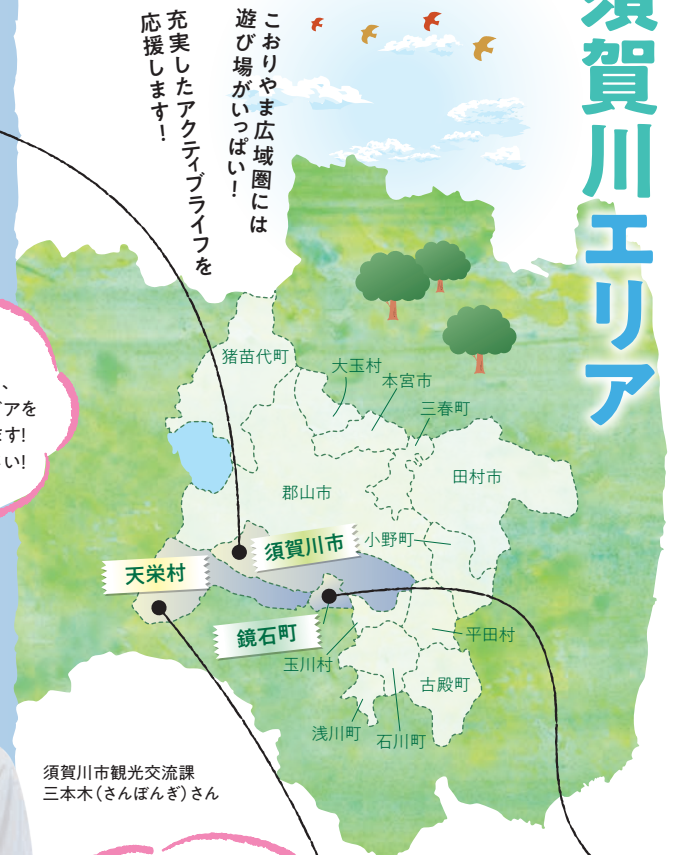 須賀川エリア
こおりやま広域圏には
遊び場がいっぱい！
充実したアクティブライフを
応援します！
、
アを
ます!
い!
猪苗代町
大玉村
本宮市
三春町
田村市
郡山市
小野町
須賀川市
天栄村
鏡石町
平田村
玉川村
古殿町
浅川町
石川町
須賀川市観光交流課
三本木（さんぼんぎ）さん